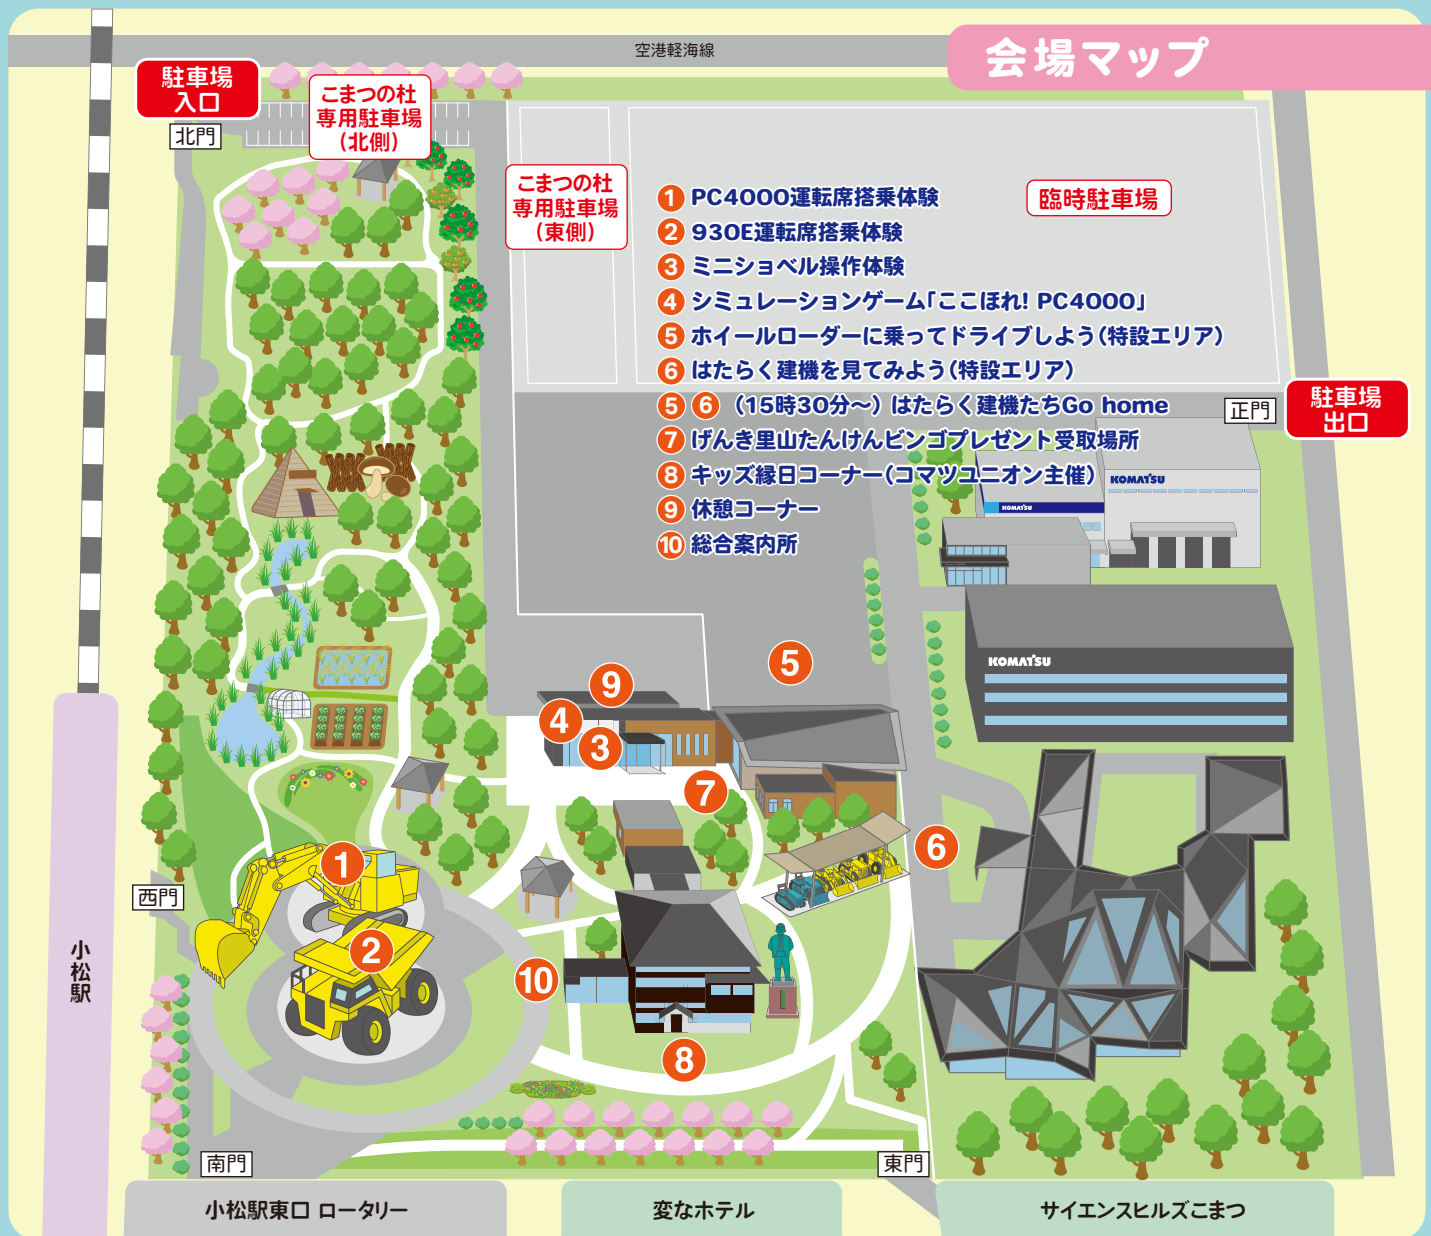 空港軽海線
会場マップ
駐車場
入口
こまつの杜
専用駐車場
(北側)
北門
こまつの杜
専用駐車場
(東側)
臨時駐車場
1 PC4000運転席搭乗体験
2 930E運転席搭乗体験
3 ミニショベル操作体験
4 シミュレーションゲーム「ここほれ! PC4000」
5 ホイールローダーに乗ってドライブしよう(特設エリア)
6 はたらく建機を見てみよう(特設エリア)
5 6 (15時30分〜) はたらく建機たちGo home
7 げんき里山たんけんビンゴプレゼント受取場所
8 キッズ縁日コーナー(コマツユニオン主催)
9 休憩コーナー
10 総合案内所
正門
駐車場
出口
KOMATSU
KOMATSU
KOMATSU
5
9
4
3
7
6
1
2
10
8
西門
小松駅
南門
東門
小松駅東口 ロータリー
変なホテル
サイエンスヒルズこまつ